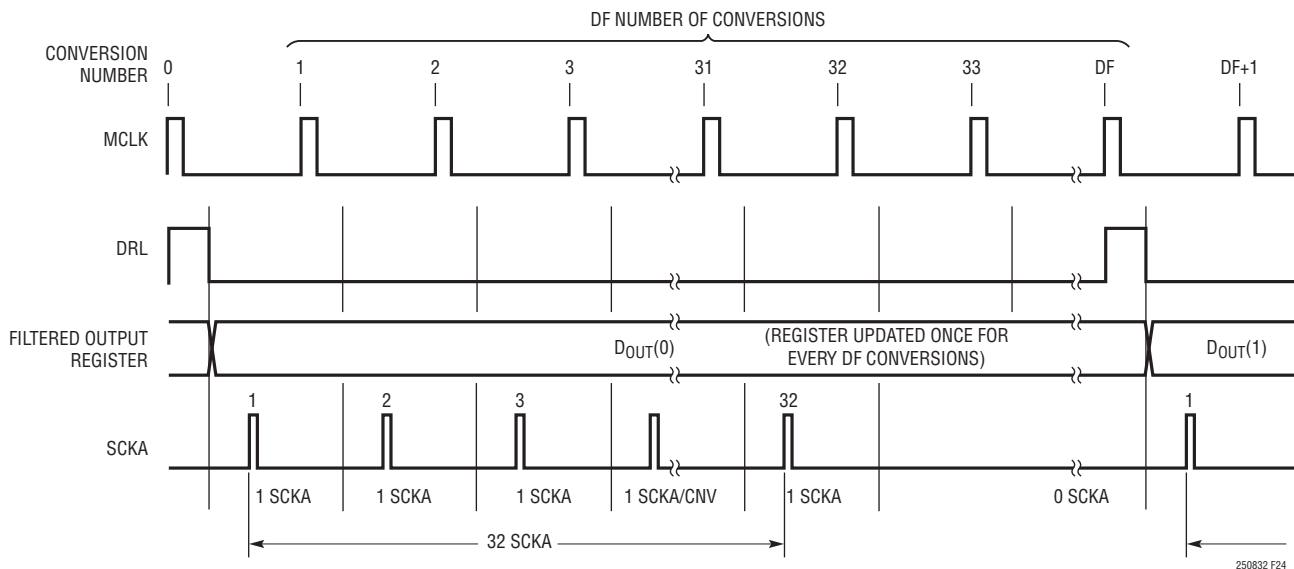 DF NUMBER OF CONVERSIONS
CONVERSION
NUMBER
0 1 2 3 31 32 33 DF DF+1
MCLK
DRL
FILTERED OUTPUT
REGISTER
DOUT(0)
(REGISTER UPDATED ONCE FOR
EVERY DF CONVERSIONS)
DOUT(1)
1 2 3 32 1
SCKA
1 SCKA 1 SCKA 1 SCKA 1 SCKA/CNV 1 SCKA 0 SCKA
32 SCKA
250832 F24